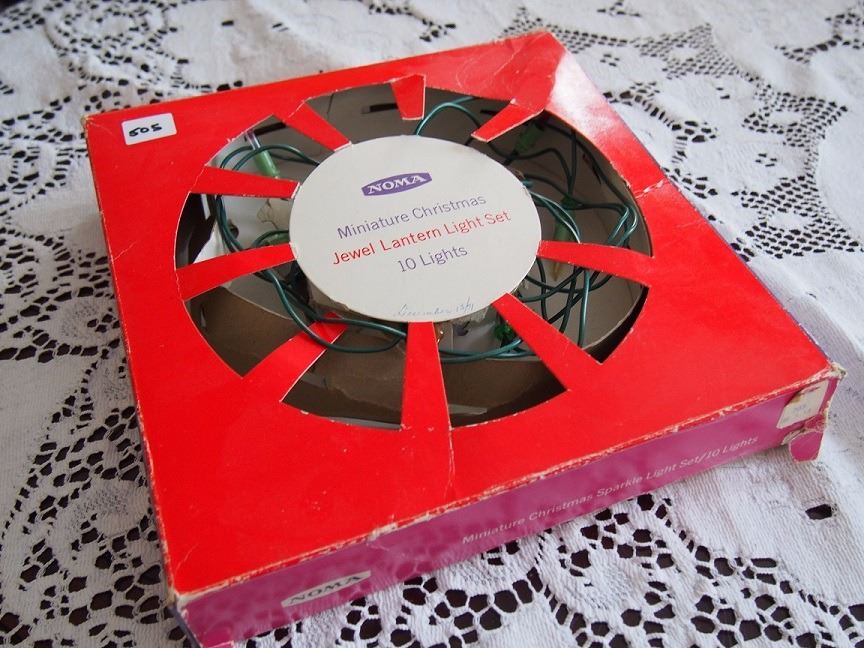 505
NOMA
Miniature Christmas
Jewel Lantern Light Set
10 Lights
Miniature Christmas Sparkle Light Set/10 Lights
NOMA